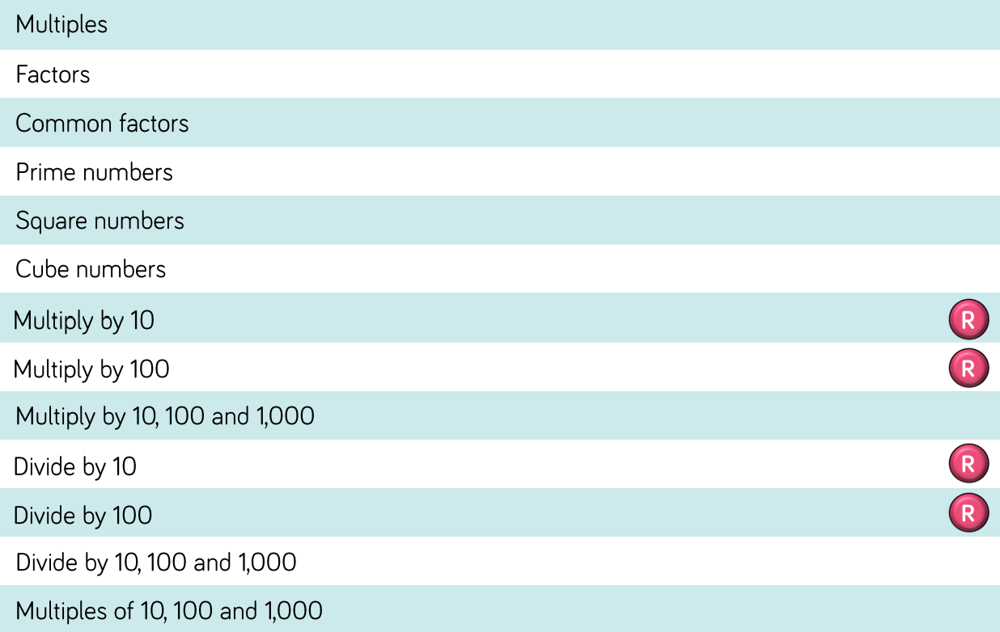 Multiples
Factors
Common factors
Prime numbers
Square numbers
Cube numbers
Multiply by 10 R
Multiply by 100 R
Multiply by 10, 100 and 1,000
Divide by 10 R
Divide by 100 R
Divide by 10, 100 and 1,000
Multiples of 10, 100 and 1,000